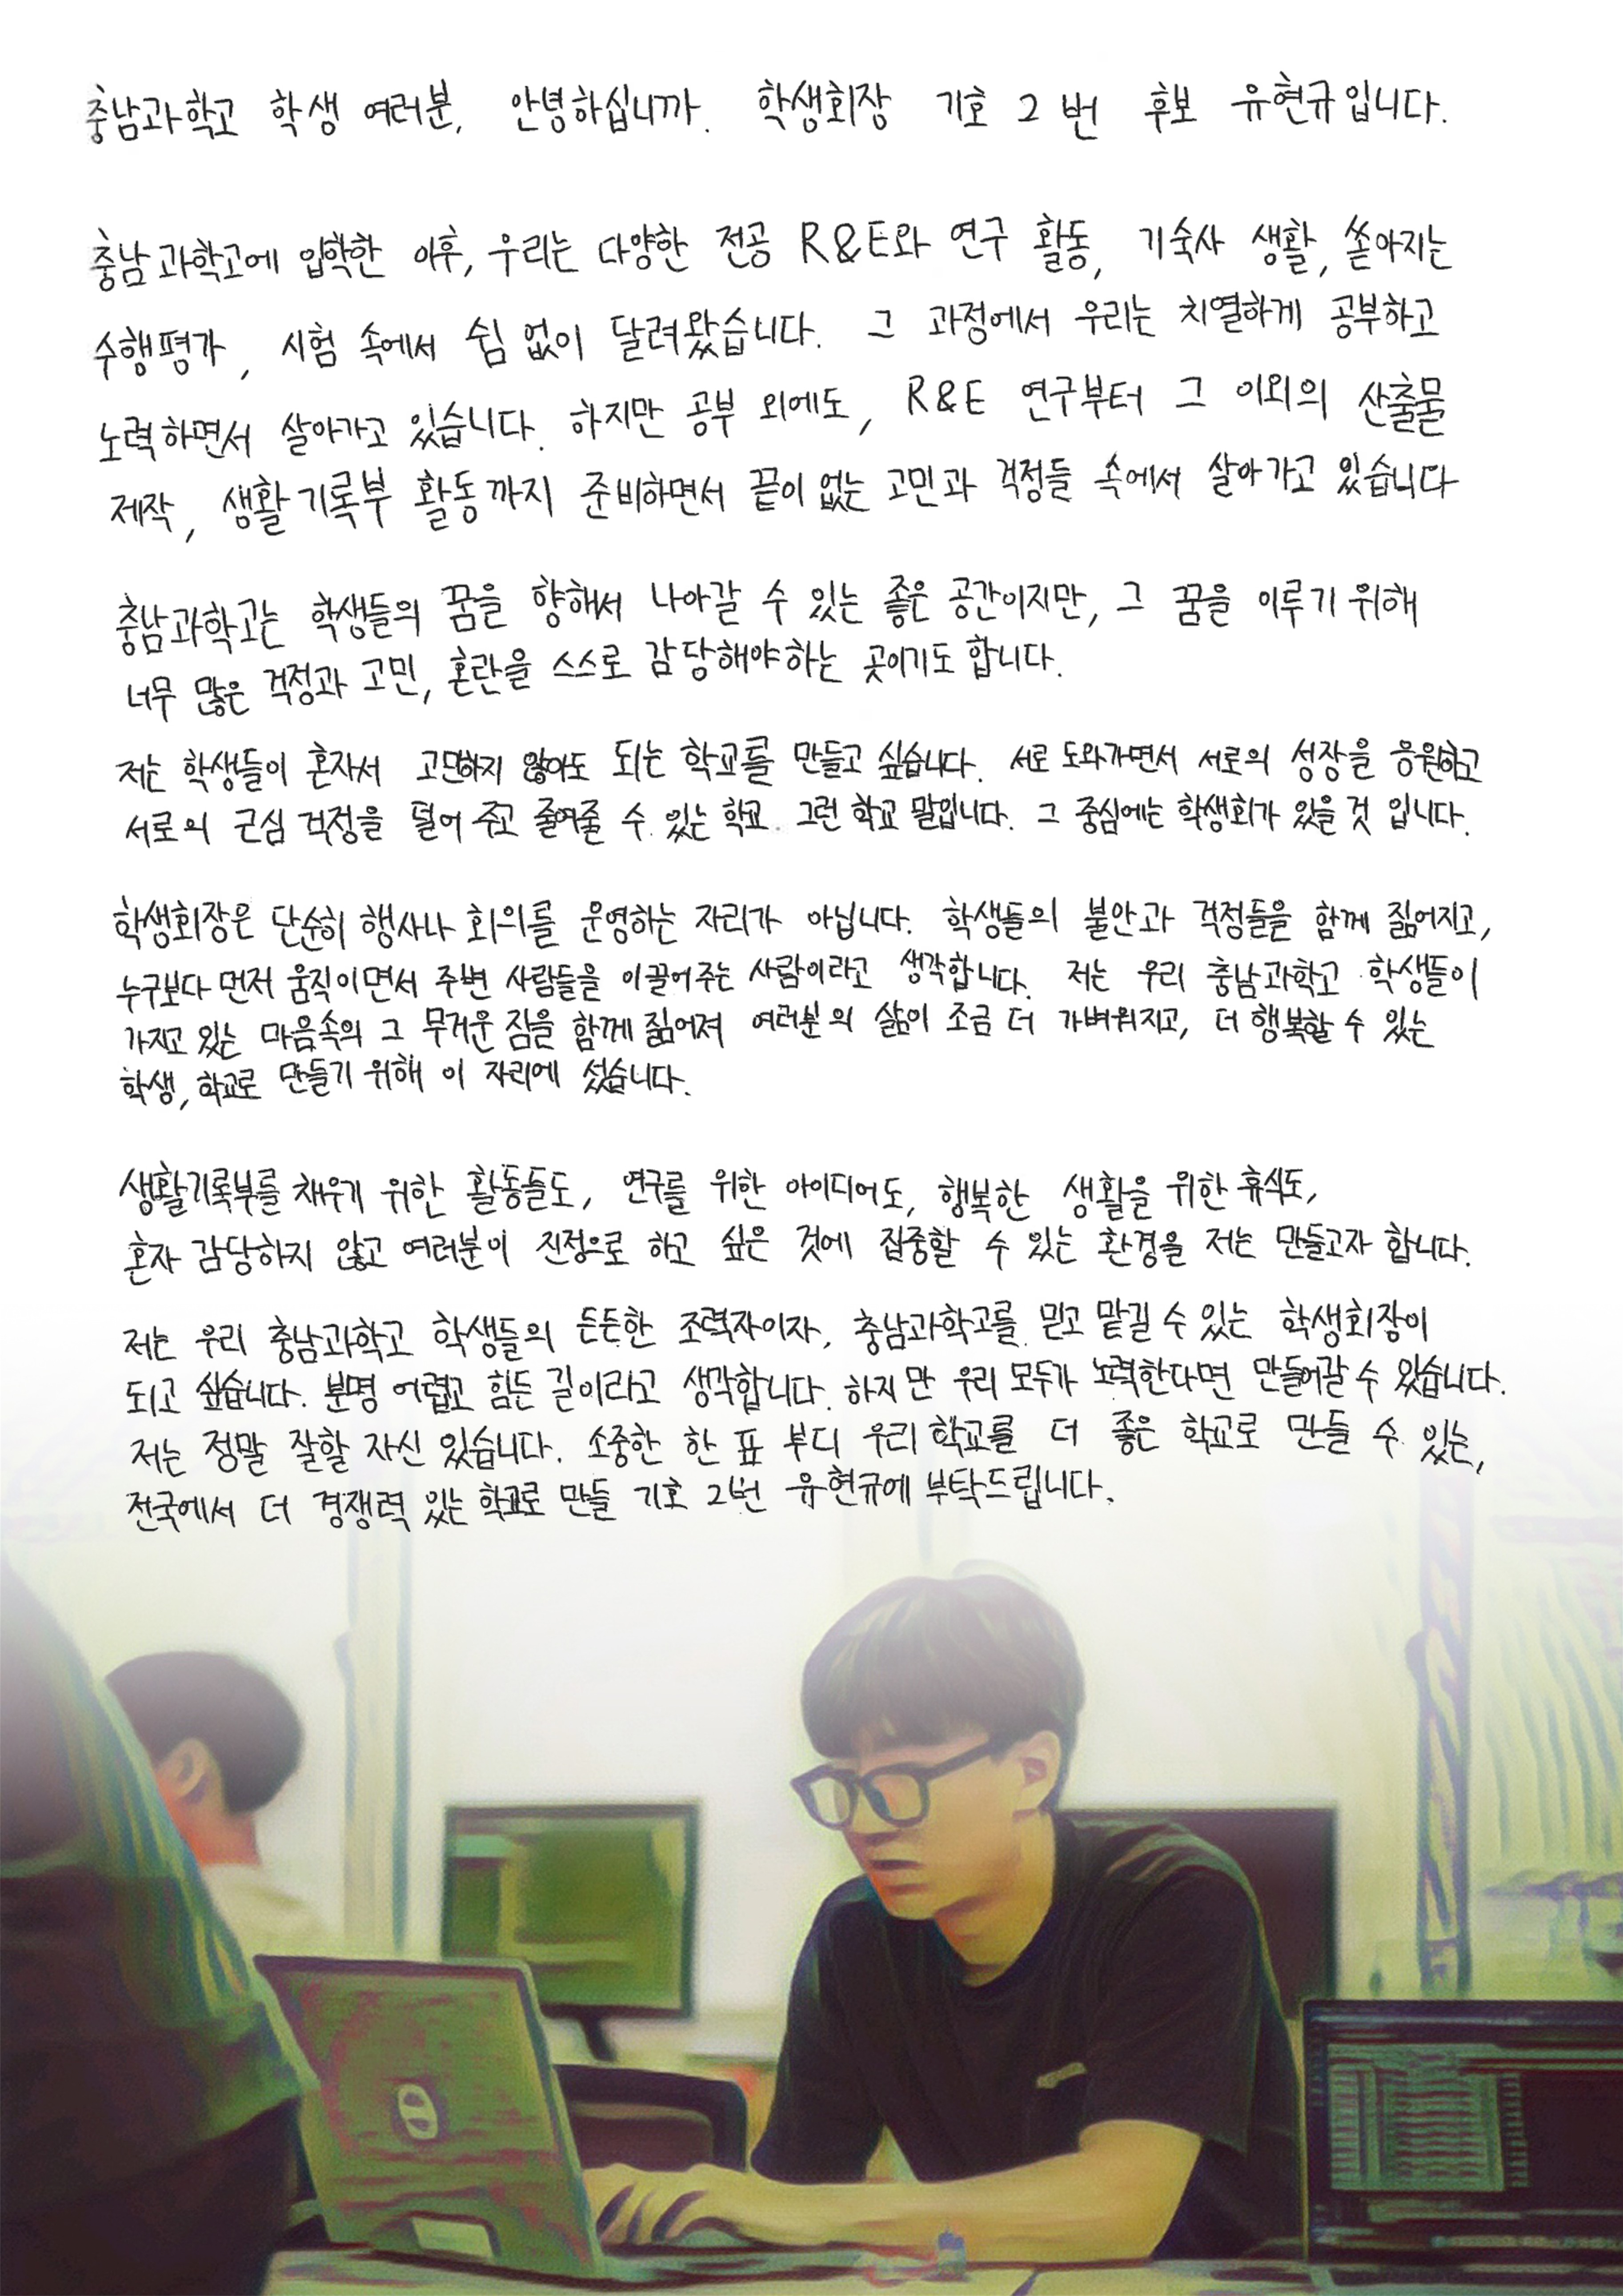 충남과학고 학생 여러분, 안녕하십니까. 학생회장 기호 2번 후보 유현규입니다.
충남과학고에 입학한 이후, 우리는 다양한 전공 R&E와 연구 활동, 기숙사 생활, 쏟아지는
수행평가, 시험 속에서 쉼 없이 달려왔습니다. 그 과정에서 우리는 치열하게 공부하고
노력하면서 살아가고 있습니다. 하지만 공부 외에도, R&E 연구부터 그 이외의 산출물
제작, 생활기록부 활동까지 준비하면서 끝이 없는 고민과 걱정들 속에서 살아가고 있습니다
충남과학고는 학생들의 꿈을 향해서 나아갈 수 있는 좋은 공간이지만, 그 꿈을 이루기 위해
너무 많은 걱정과 고민, 혼란을 스스로 감당해야하는 곳이기도 합니다.
저는 학생들이 혼자서 고민하지 않아도 되는 학교를 만들고 싶습니다. 서로 도와가면서 서로의 성장을 응원하고
서로의 근심 걱정을 덜어 주고 줄여줄 수 있는 학교. 그런 학교 말입니다. 그 중심에는 학생회가 있을 것 입니다.
학생회장은 단순히 행사나 회의를 운영하는 자리가 아닙니다. 학생들의 불안과 걱정들을 함께 짊어지고,
누구보다 먼저 움직이면서 주변 사람들을 이끌어주는 사람이라고 생각합니다. 저는 우리 충남과학고 학생들이
가지고 있는 마음속의 그 무거운 짐을 함께 짊어져 여러분의 삶이 조금 더 가벼워지고, 더 행복할 수 있는
학생, 학교로 만들기 위해 이 자리에 섰습니다.
생활기록부를 채우기 위한 활동들도, 연구를 위한 아이디어도, 행복한 생활을 위한 휴식도,
혼자 감당하지 않고 여러분이 진정으로 하고 싶은 것에 집중할 수 있는 환경을 저는 만들고자 합니다.
저는 우리 충남과학고 학생들의 든든한 조력자이자, 충남과학고를 믿고 맡길 수 있는 학생회장이
되고 싶습니다. 분명 어렵고 힘든 길이라고 생각합니다. 하지만 우리 모두가 노력한다면 만들어갈 수 있습니다.
저는 정말 잘할 자신 있습니다. 소중한 한 표 부디 우리 학교를 더 좋은 학교로 만들 수 있는,
전국에서 더 경쟁력 있는 학교로 만들 기호 2번 유현규에 부탁드립니다.